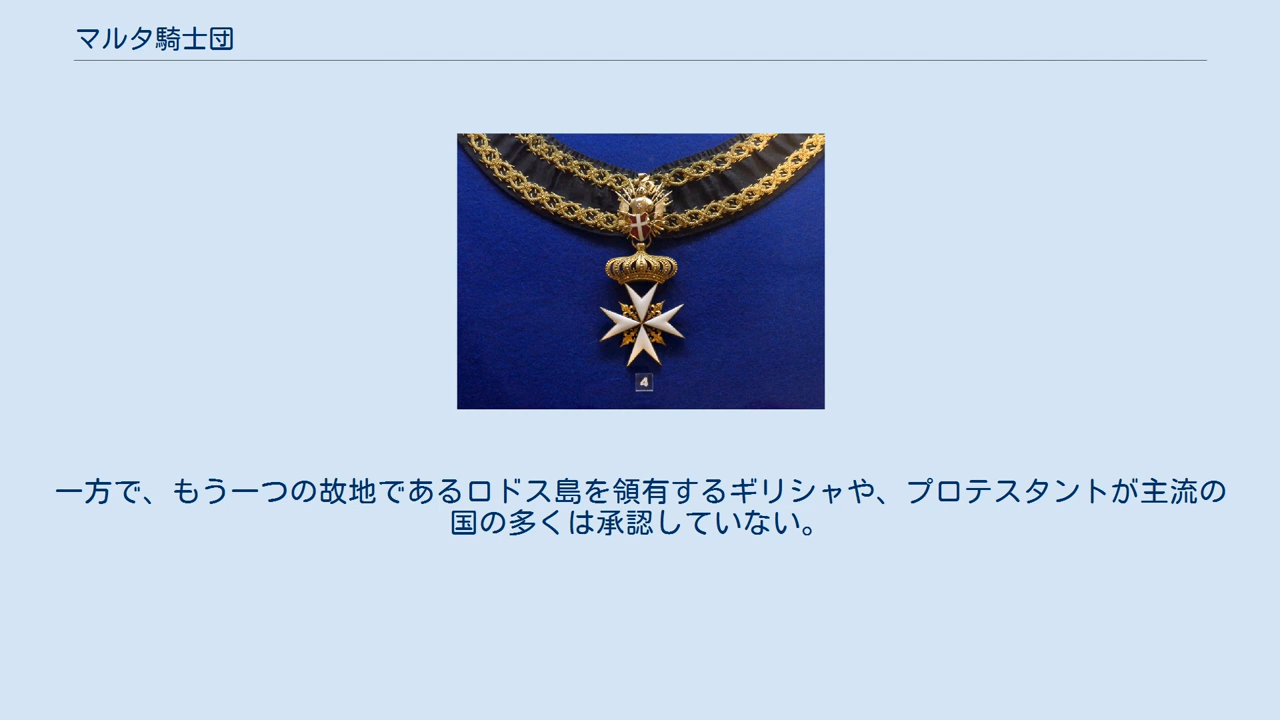 マルタ騎士団
4
一方で、もう一つの故地であるロドス島を領有するギリシャや、プロテスタントが主流の
国の多くは承認していない。